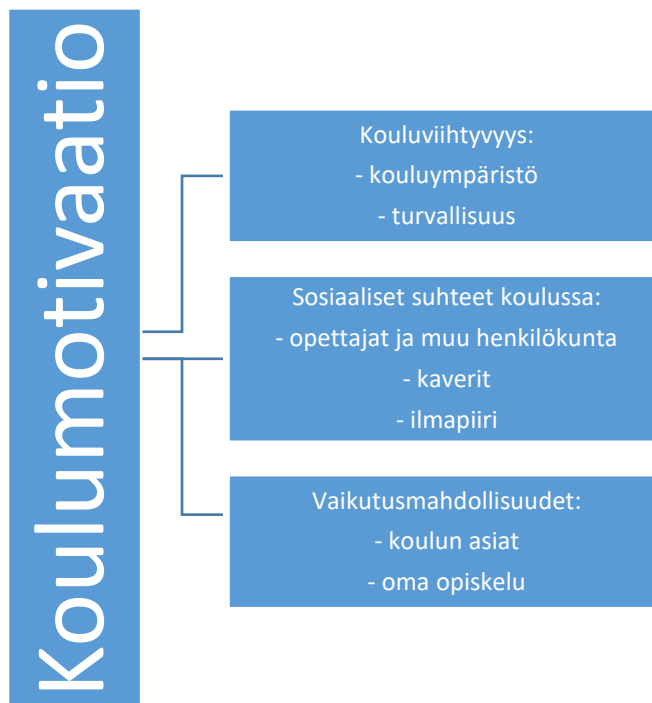 Koulumotivaatio
Kouluviihtyvyys:
- kouluympäristö
- turvallisuus
Sosiaaliset suhteet koulussa:
- opettajat ja muu henkilökunta
- kaverit
- ilmapiiri
Vaikutusmahdollisuudet:
- koulun asiat
- oma opiskelu